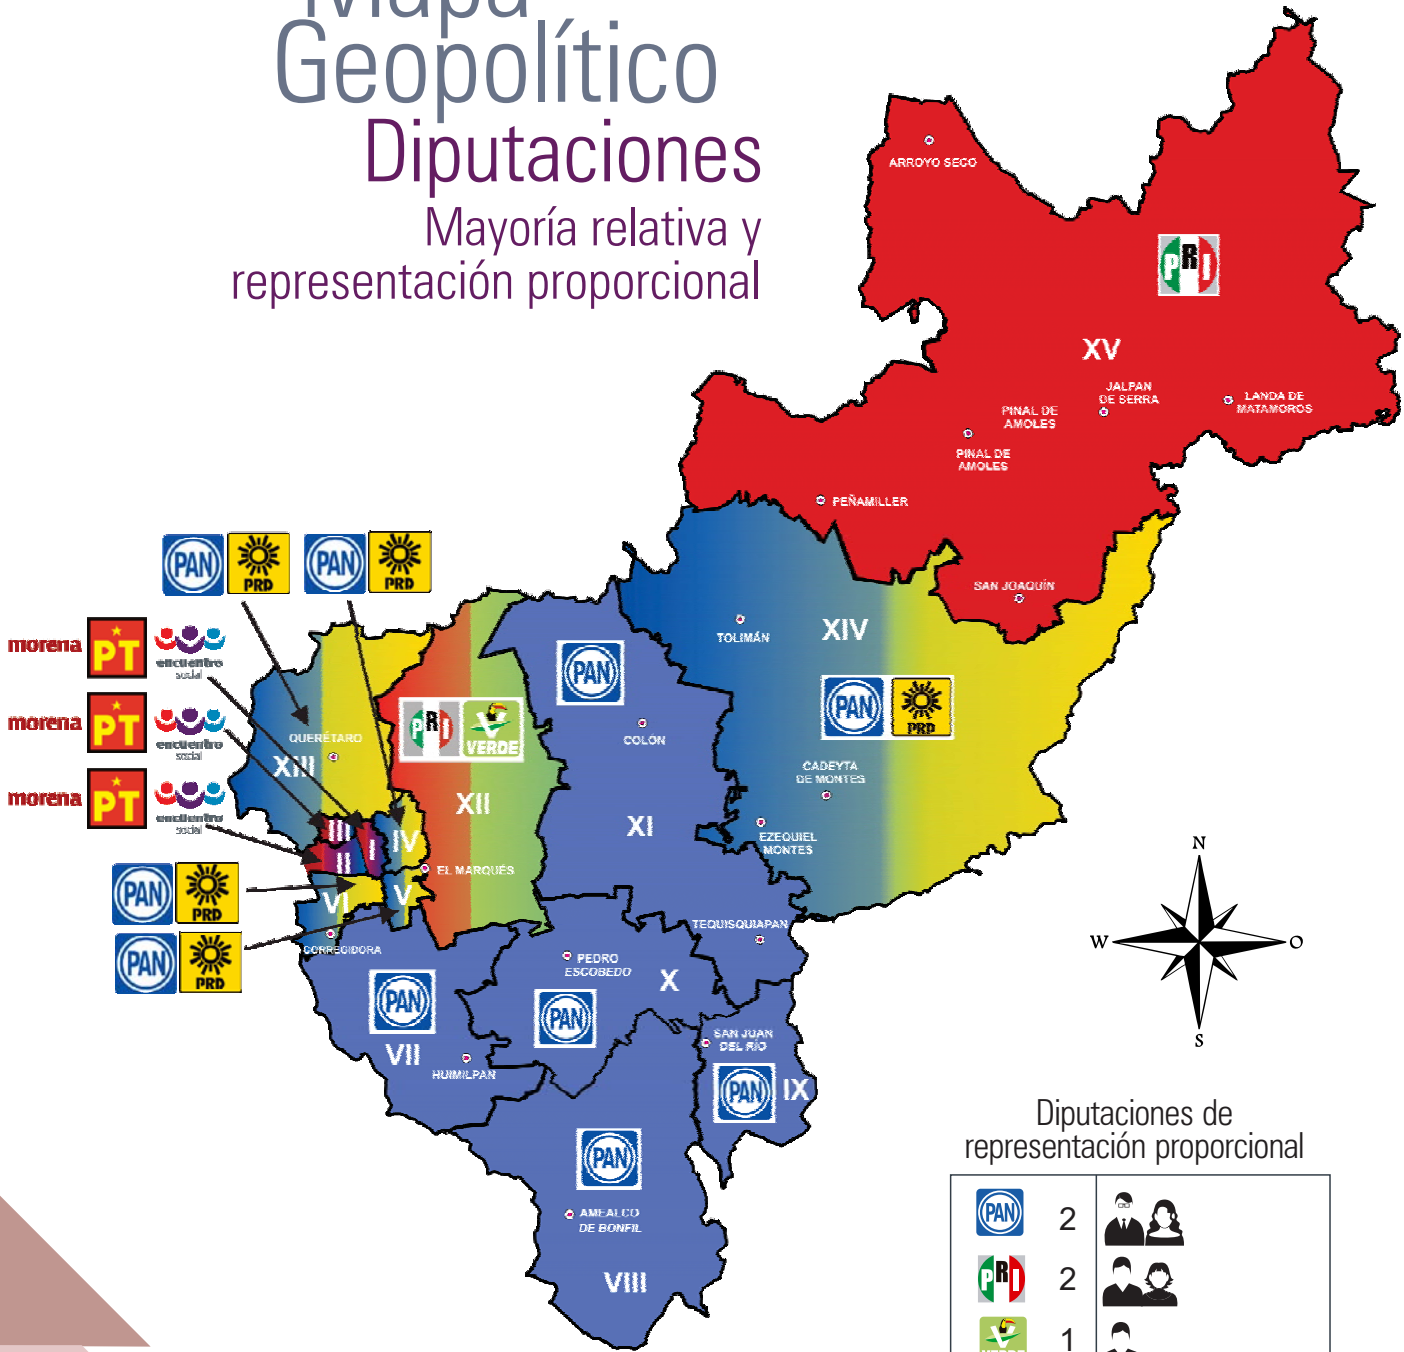 Mapa
Geopolítico
Diputaciones
Mayoría relativa y
representación proporcional
ARROYO SECO
PRI
XV
JALPAN
DE SERRA
LANDA DE
MATAMOROS
PINAL DE
AMOLES
PINAL DE
AMOLES
PEÑAMILLER
SAN JOAQUÍN
PAN
PRD
PAN
PRD
morena
PT
encuentro
social
morena
PT
encuentro
social
morena
PT
encuentro
social
PAN
PRD
PAN
PRD
QUERÉTARO
XIII
III
II
I
IV
V
VI
CORREGIDORA
PRI
VERDE
XII
EL MARQUÉS
PAN
COLÓN
XI
TOLIMÁN
XIV
PAN
PRD
CADEYTA
DE MONTES
EZEQUIEL
MONTES
TEQUISQUIAPAN
PEDRO
ESCOBEDO
X
PAN
PAN
VII
HUIMILPAN
SAN JUAN
DEL RÍO
PAN
IX
PAN
AMEALCO
DE BONFIL
VIII
N
W
O
S
Diputaciones de
representación proporcional
PAN 2
PRI 2
VERDE 1